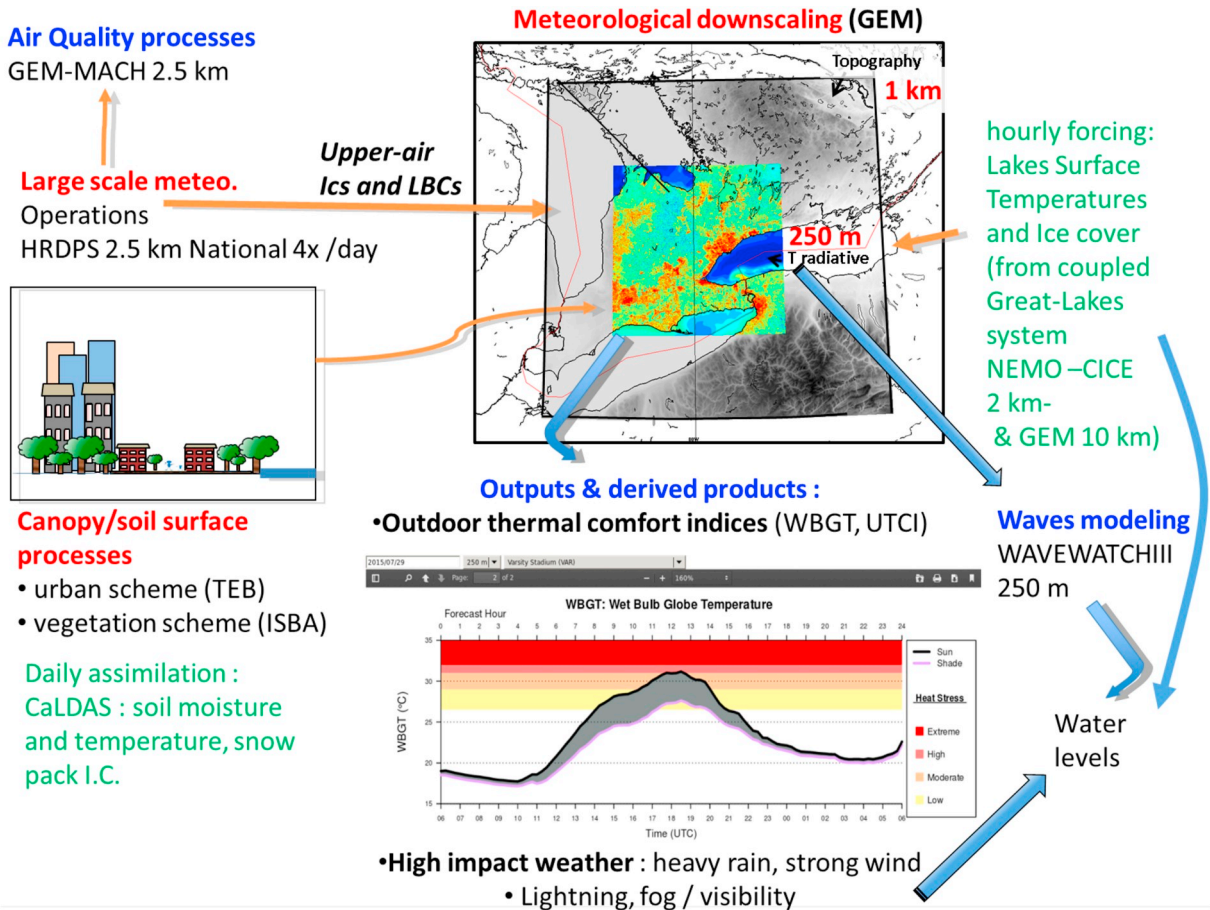 Meteorological downscaling (GEM)
Air Quality processes
GEM-MACH 2.5 km
Topography
1 km
Upper-air
Ics and LBCs
Large scale meteo.
Operations
HRDPS 2.5 km National 4x /day
250 m
T radiative
hourly forcing:
Lakes Surface
Temperatures
and Ice cover
(from coupled
Great-Lakes
system
NEMO –CICE
2 km-
& GEM 10 km)
Canopy/soil surface
processes
• urban scheme (TEB)
• vegetation scheme (ISBA)
Daily assimilation :
CaLDAS : soil moisture
and temperature, snow
pack I.C.
Outputs & derived products :
•Outdoor thermal comfort indices (WBGT, UTCI)
2015/07/29 250 m Varsity Stadium (VAR)
Page: 2 of 2 − + 160%
WBGT: Wet Bulb Globe Temperature
Forecast Hour
0 1 2 3 4 5 6 7 8 9 10 11 12 13 14 15 16 17 18 19 20 21 22 23 24
35
30
25
20
15
WBGT (°C)
06 07 08 09 10 11 12 13 14 15 16 17 18 19 20 21 22 23 00 01 02 03 04 05 06
Time (UTC)
Sun
Shade
Heat Stress
Extreme
High
Moderate
Low
•High impact weather : heavy rain, strong wind
• Lightning, fog / visibility
Waves modeling
WAVEWATCHIII
250 m
Water
levels